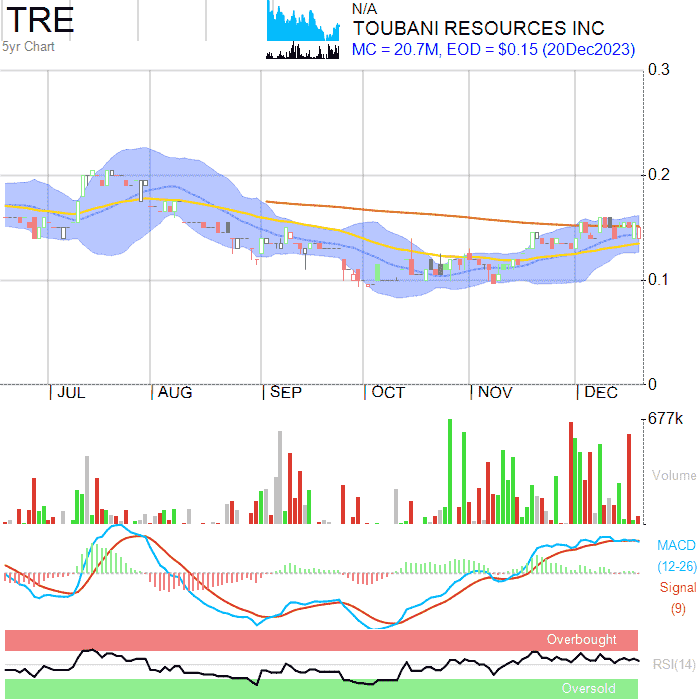 TRE
5yr Chart
N/A
TOUBANI RESOURCES INC
MC = 20.7M, EOD = $0.15 (20Dec2023)
0.3
0.2
0.1
0
JUL AUG SEP OCT NOV DEC
677k
Volume
MACD
(12-26)
Signal
(9)
Overbought
RSI(14)
Oversold